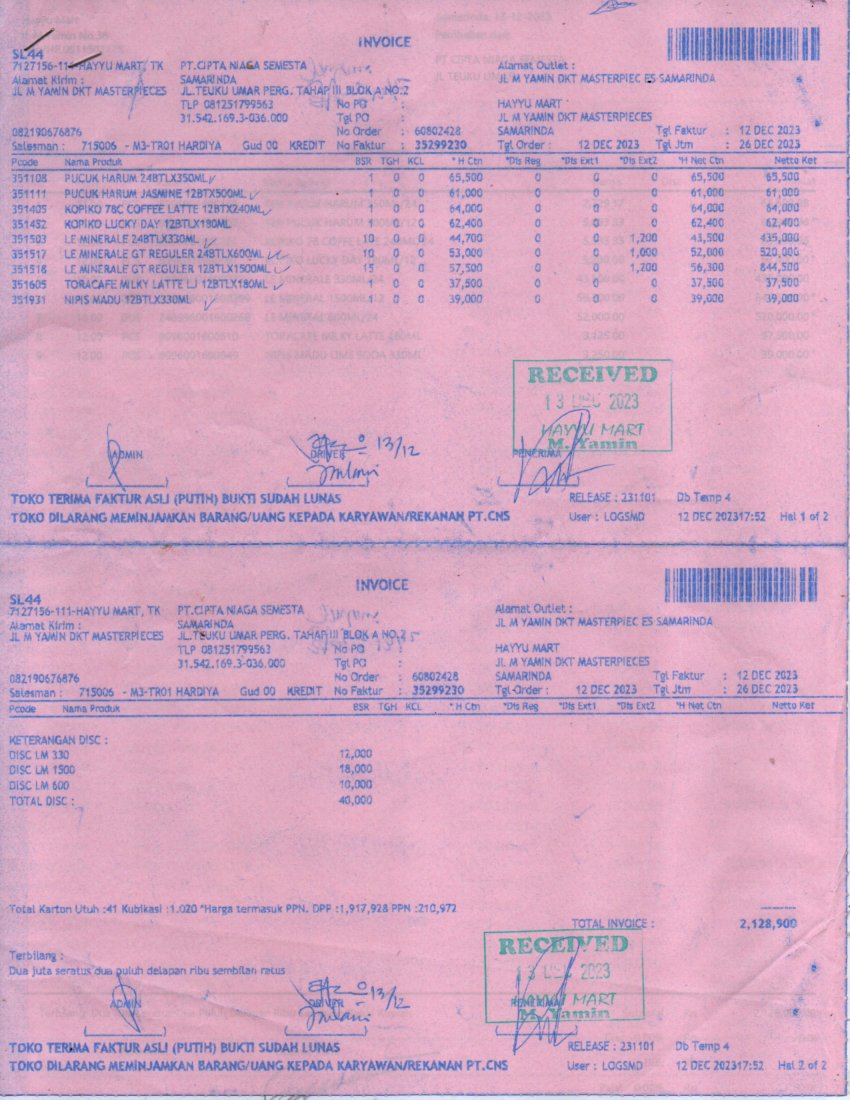 INVOICE
SL44
7127156-111-HAYYU MART, TK PT.CIPTA NIAGA SEMESTA Alamat Outlet :
Alamat Kirim : SAMARINDA JL M YAMIN DKT MASTERPIEC ES SAMARINDA
JL M YAMIN DKT MASTERPIECES JL.TEUKU UMAR PERG. TAHAP III BLOK A NO.2
TLP 081251799563 No PO : HAYYU MART
31.542.169.3-036.000 Tgl PO : JL M YAMIN DKT MASTERPIECES
082190676876 No Order : 60802428 SAMARINDA Tgl Faktur : 12 DEC 2023
Salesman : 715006 - M3-TR01 HARDIYA Gud 00 KREDIT No Faktur : 35299230 Tgl Order : 12 DEC 2023 Tgl Jtm : 26 DEC 2023
Pcode Nama Produk BSR TGH KCL *H Ctn *Dis Reg *Dis Ext1 *Dis Ext2 *H Net Ctn Netto Ket
351108 PUCUK HARUM 24BTLX350ML 1 0 0 65,500 0 0 0 65,500 65,500
351111 PUCUK HARUM JASMINE 12BTX500ML 1 0 0 61,000 0 0 0 61,000 61,000
351405 KOPIKO 78C COFFEE LATTE 12BTX240ML 1 0 0 64,000 0 0 0 64,000 64,000
351452 KOPIKO LUCKY DAY 12BTLX180ML 1 0 0 62,400 0 0 0 62,400 62,400
351503 LE MINERALE 24BTLX330ML 10 0 0 44,700 0 0 1,200 43,500 435,000
351517 LE MINERALE GT REGULER 24BTLX600ML 10 0 0 53,000 0 0 1,000 52,000 520,000
351518 LE MINERALE GT REGULER 12BTLX1500ML 15 0 0 57,500 0 0 1,200 56,300 844,500
351605 TORACAFE MILKY LATTE LJ 12BTLX180ML 1 0 0 37,500 0 0 0 37,500 37,500
351931 NIPIS MADU 12BTLX330ML 1 0 0 39,000 0 0 0 39,000 39,000
RECEIVED
13 DEC 2023
HAYYU MART
M. Yamin
ADMIN DRIVER 13/12 PENERIMA
TOKO TERIMA FAKTUR ASLI (PUTIH) BUKTI SUDAH LUNAS RELEASE : 231101 Db Temp 4
TOKO DILARANG MEMINJAMKAN BARANG/UANG KEPADA KARYAWAN/REKANAN PT.CNS User : LOGSMD 12 DEC 202317:52 Hal 1 of 2
INVOICE
SL44
7127156-111-HAYYU MART, TK PT.CIPTA NIAGA SEMESTA Alamat Outlet :
Alamat Kirim : SAMARINDA JL M YAMIN DKT MASTERPIEC ES SAMARINDA
JL M YAMIN DKT MASTERPIECES JL.TEUKU UMAR PERG. TAHAP III BLOK A NO.2
TLP 081251799563 No PO : HAYYU MART
31.542.169.3-036.000 Tgl PO : JL M YAMIN DKT MASTERPIECES
082190676876 No Order : 60802428 SAMARINDA Tgl Faktur : 12 DEC 2023
Salesman : 715006 - M3-TR01 HARDIYA Gud 00 KREDIT No Faktur : 35299230 Tgl Order : 12 DEC 2023 Tgl Jtm : 26 DEC 2023
Pcode Nama Produk BSR TGH KCL *H Ctn *Dis Reg *Dis Ext1 *Dis Ext2 *H Net Ctn Netto Ket
KETERANGAN DISC :
DISC LM 330 12,000
DISC LM 1500 18,000
DISC LM 600 10,000
TOTAL DISC : 40,000
Total Karton Utuh :41 Kubikasi :1.020 *Harga termasuk PPN. DPP :1,917,928 PPN :210,972
TOTAL INVOICE : 2,128,900
Terbilang :
Dua juta seratus dua puluh delapan ribu sembilan ratus
RECEIVED
13 DEC 2023
HAYYU MART
M. Yamin
ADMIN DRIVER 13/12 PENERIMA
TOKO TERIMA FAKTUR ASLI (PUTIH) BUKTI SUDAH LUNAS RELEASE : 231101 Db Temp 4
TOKO DILARANG MEMINJAMKAN BARANG/UANG KEPADA KARYAWAN/REKANAN PT.CNS User : LOGSMD 12 DEC 202317:52 Hal 2 of 2